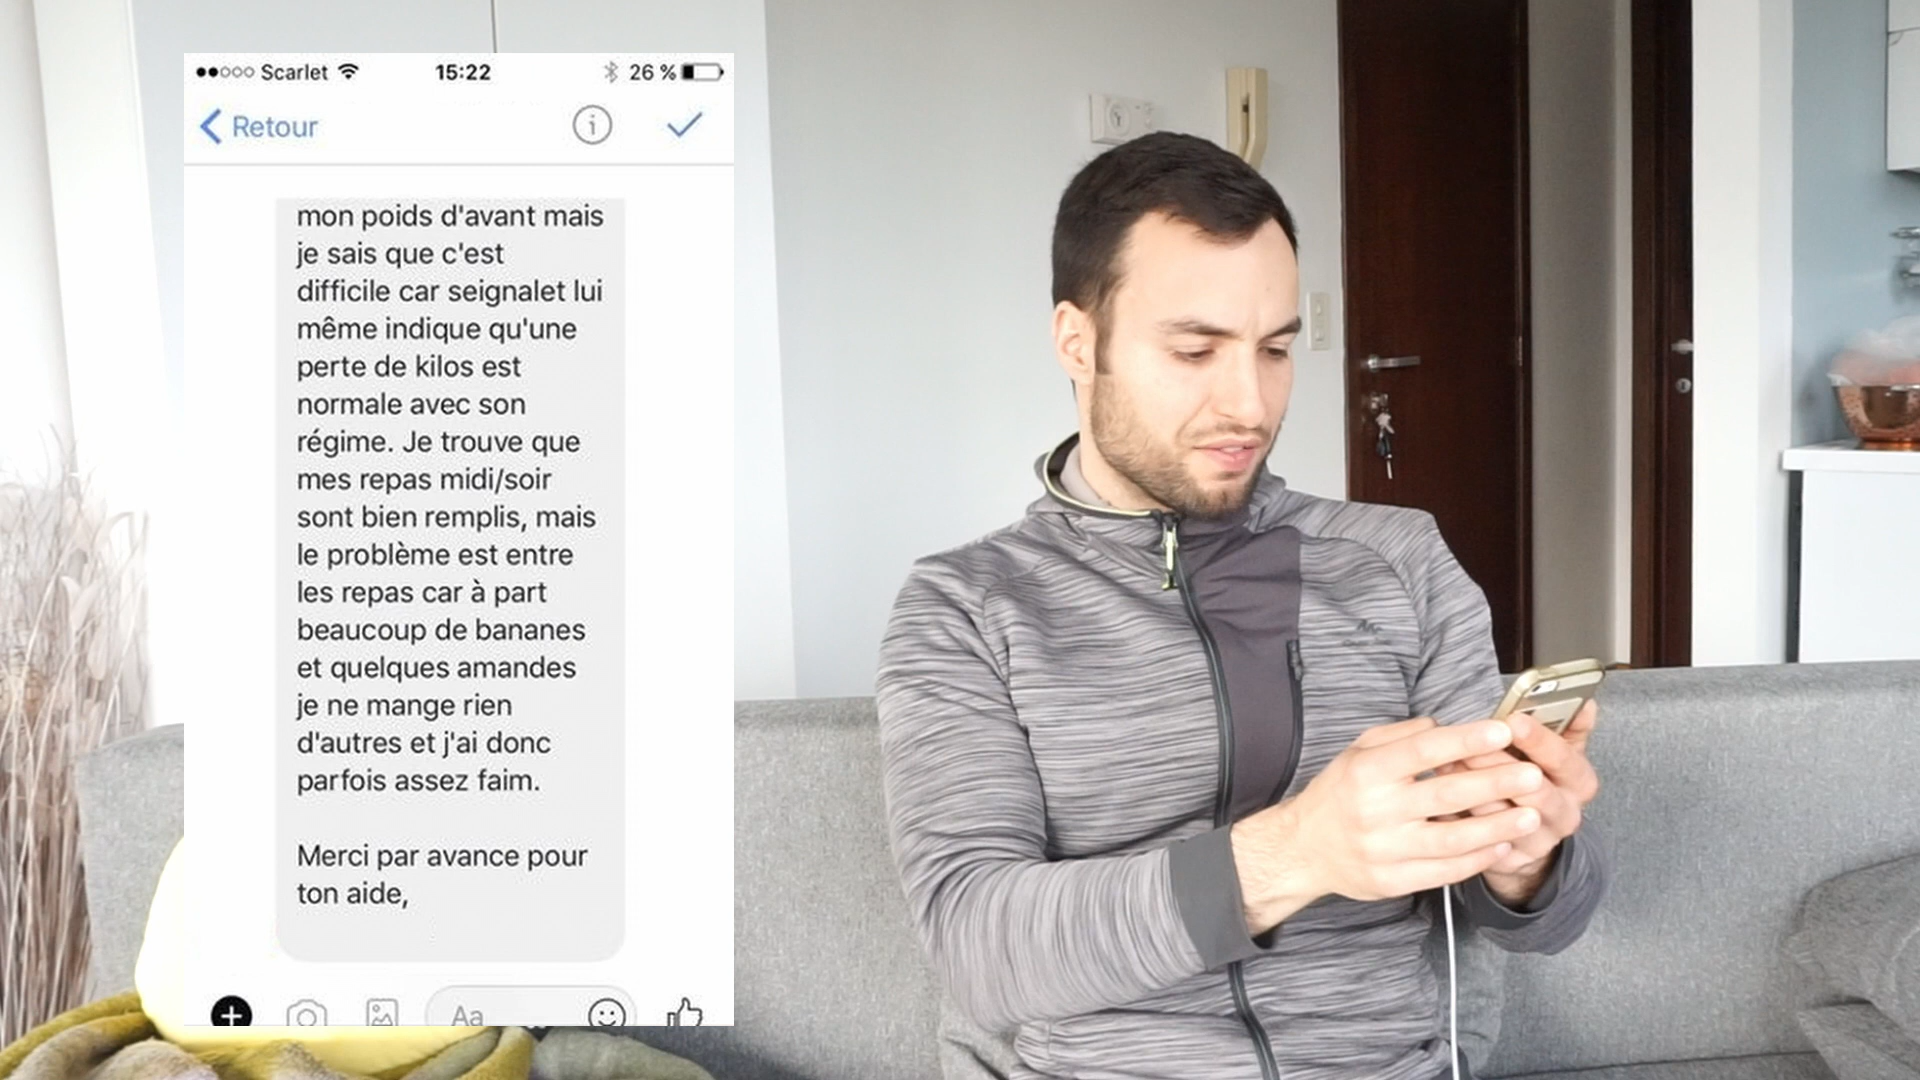 Scarlet 15:22 26 %
Retour
mon poids d'avant mais
je sais que c'est
difficile car seignalet lui
même indique qu'une
perte de kilos est
normale avec son
régime. Je trouve que
mes repas midi/soir
sont bien remplis, mais
le problème est entre
les repas car à part
beaucoup de bananes
et quelques amandes
je ne mange rien
d'autres et j'ai donc
parfois assez faim.
Merci par avance pour
ton aide,
Aa